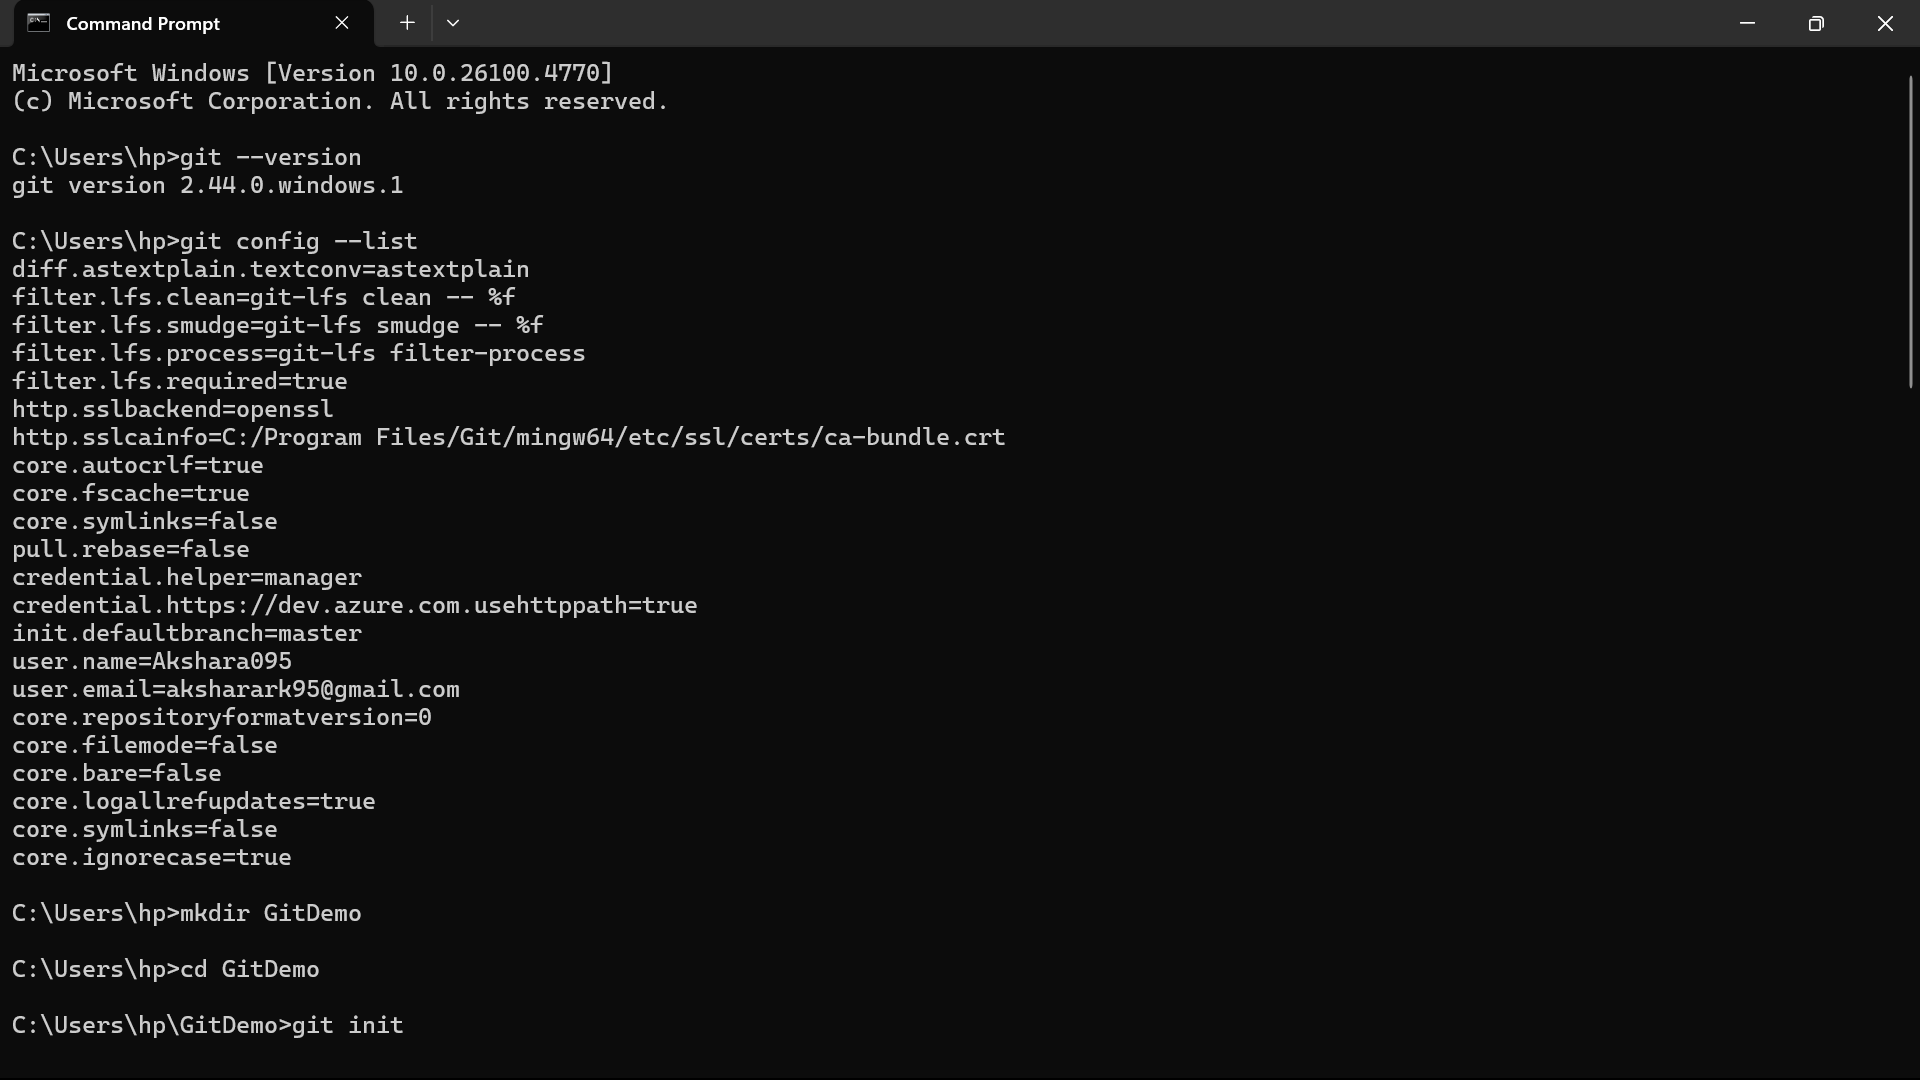 Command Prompt
Microsoft Windows [Version 10.0.26100.4770]
(c) Microsoft Corporation. All rights reserved.
C:\Users\hp>git --version
git version 2.44.0.windows.1
C:\Users\hp>git config --list
diff.astextplain.textconv=astextplain
filter.lfs.clean=git-lfs clean -- %f
filter.lfs.smudge=git-lfs smudge -- %f
filter.lfs.process=git-lfs filter-process
filter.lfs.required=true
http.sslbackend=openssl
http.sslcainfo=C:/Program Files/Git/mingw64/etc/ssl/certs/ca-bundle.crt
core.autocrlf=true
core.fscache=true
core.symlinks=false
pull.rebase=false
credential.helper=manager
credential.https://dev.azure.com.usehttppath=true
init.defaultbranch=master
user.name=Akshara095
user.email=aksharark95@gmail.com
core.repositoryformatversion=0
core.filemode=false
core.bare=false
core.logallrefupdates=true
core.symlinks=false
core.ignorecase=true
C:\Users\hp>mkdir GitDemo
C:\Users\hp>cd GitDemo
C:\Users\hp\GitDemo>git init